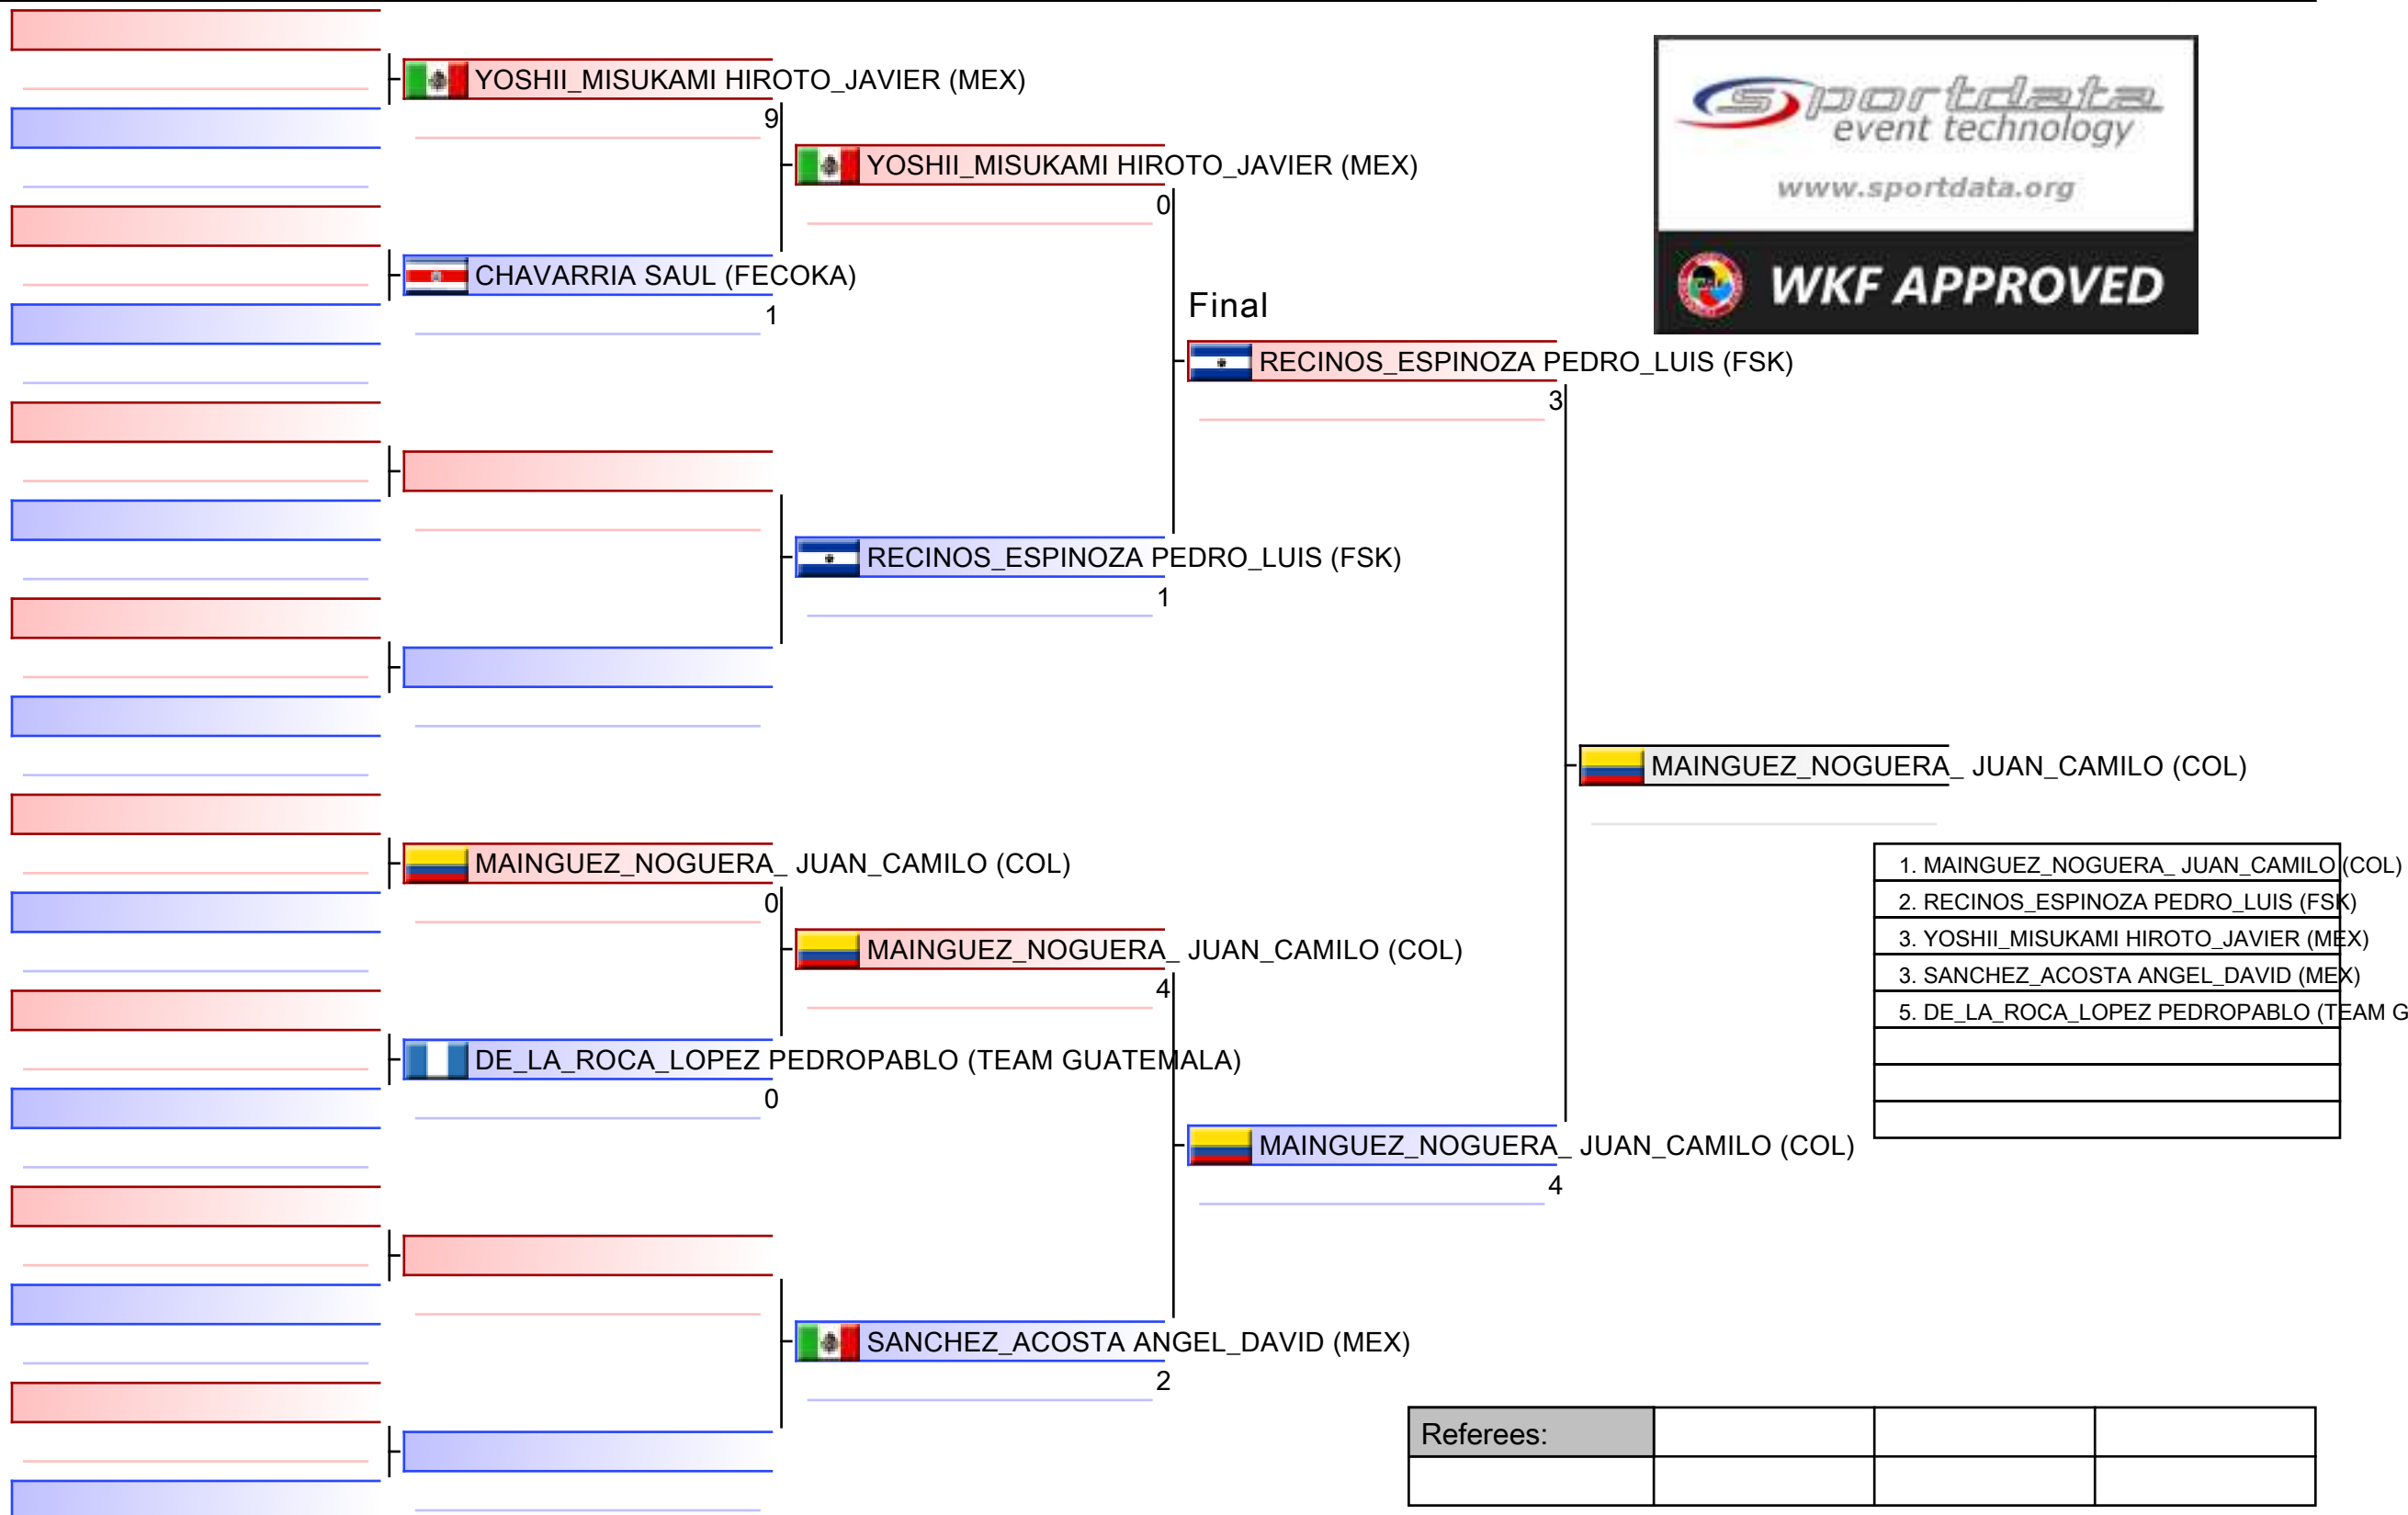 YOSHII_MISUKAMI HIROTO_JAVIER (MEX)
9
CHAVARRIA SAUL (FECOKA)
1
MAINGUEZ_NOGUERA_ JUAN_CAMILO (COL)
0
DE_LA_ROCA_LOPEZ PEDROPABLO (TEAM GUATEMALA)
0
YOSHII_MISUKAMI HIROTO_JAVIER (MEX)
0
RECINOS_ESPINOZA PEDRO_LUIS (FSK)
1
MAINGUEZ_NOGUERA_ JUAN_CAMILO (COL)
4
SANCHEZ_ACOSTA ANGEL_DAVID (MEX)
2
Final
RECINOS_ESPINOZA PEDRO_LUIS (FSK)
3
MAINGUEZ_NOGUERA_ JUAN_CAMILO (COL)
4
MAINGUEZ_NOGUERA_ JUAN_CAMILO (COL)
sportdata
event technology
www.sportdata.org
WKF APPROVED
1. MAINGUEZ_NOGUERA_ JUAN_CAMILO (COL)
2. RECINOS_ESPINOZA PEDRO_LUIS (FSK)
3. YOSHII_MISUKAMI HIROTO_JAVIER (MEX)
3. SANCHEZ_ACOSTA ANGEL_DAVID (MEX)
5. DE_LA_ROCA_LOPEZ PEDROPABLO (TEAM G
Referees: